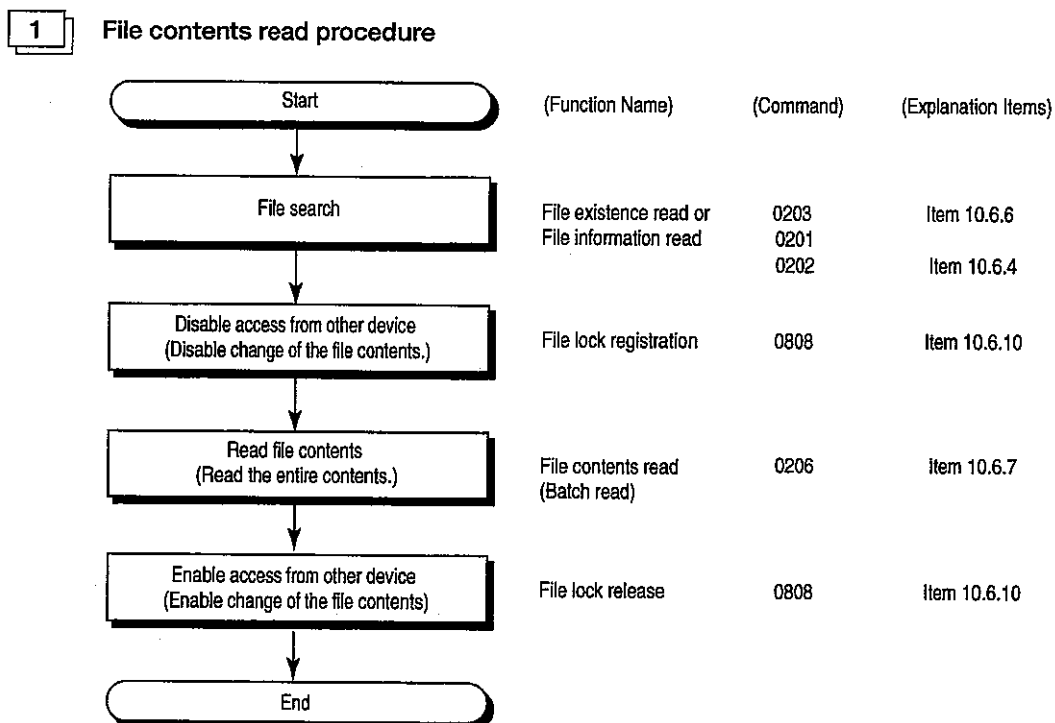 1 File contents read procedure
Start (Function Name) (Command) (Explanation Items)
File search
File existence read or 0203 Item 10.6.6
File information read 0201
0202 Item 10.6.4
Disable access from other device
(Disable change of the file contents.)
File lock registration 0808 Item 10.6.10
Read file contents
(Read the entire contents.)
File contents read 0206 Item 10.6.7
(Batch read)
Enable access from other device
(Enable change of the file contents)
File lock release 0808 Item 10.6.10
End